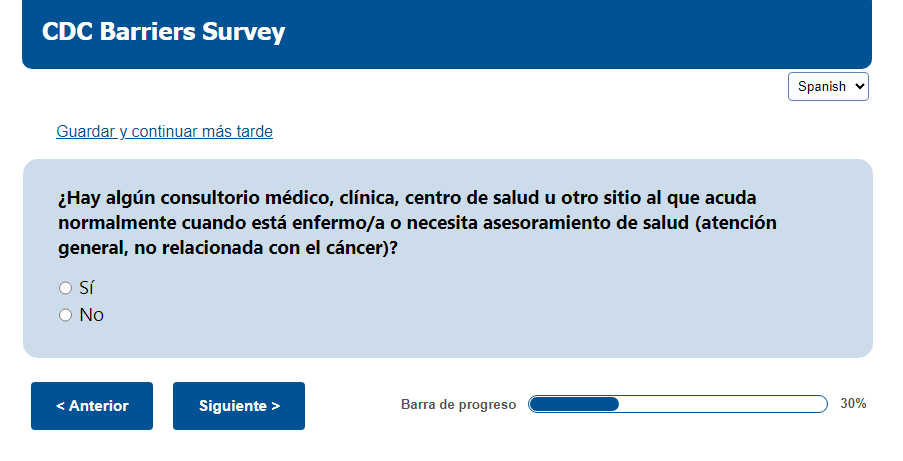 CDC Barriers Survey
Spanish
Guardar y continuar más tarde
¿Hay algún consultorio médico, clínica, centro de salud u otro sitio al que acuda
normalmente cuando está enfermo/a o necesita asesoramiento de salud (atención
general, no relacionada con el cáncer)?
Sí
No
< Anterior
Siguiente >
Barra de progreso
30%